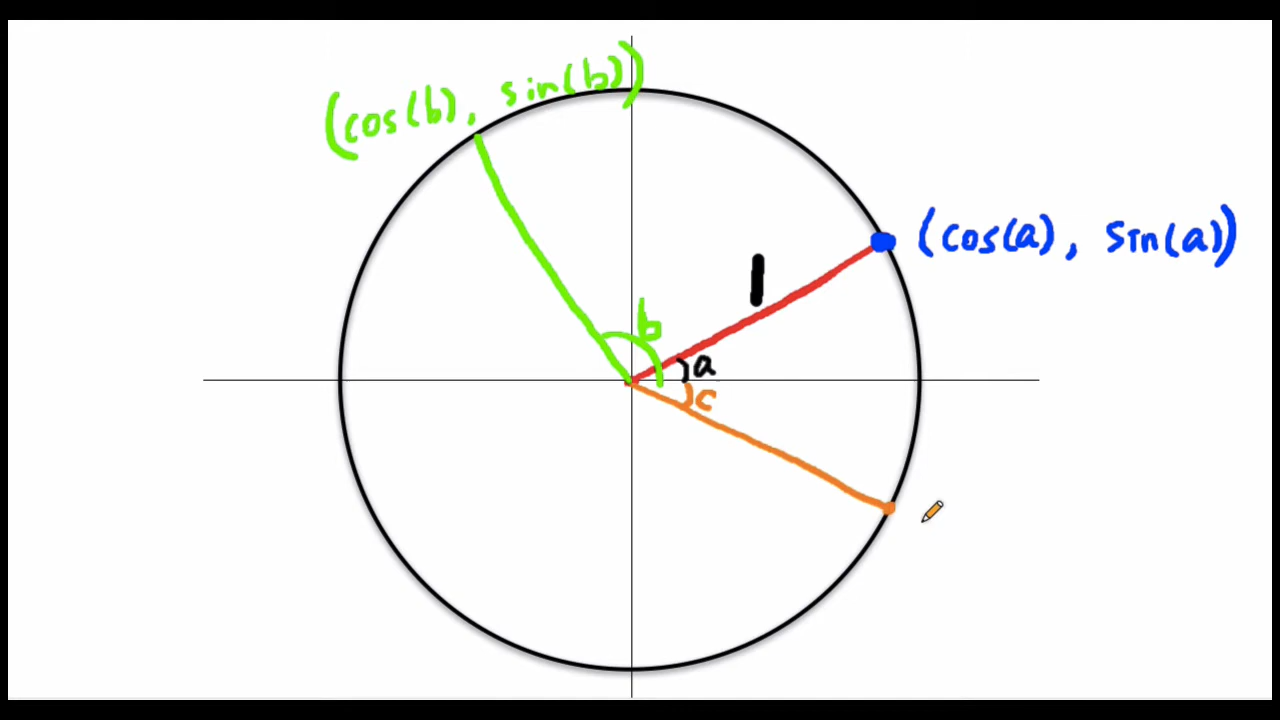 (cos(b), sin(b))
(cos(a), sin(a))
1
b
a
c